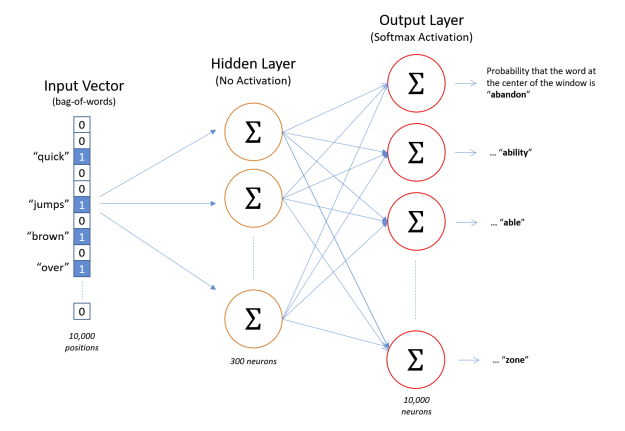 Output Layer
(Softmax Activation)
Hidden Layer
(No Activation)
Input Vector
(bag-of-words)
0
0
"quick" 1
0
0
"jumps" 1
0
"brown" 1
0
"over" 1
0
10,000
positions
Σ
Σ
Σ
300 neurons
Σ
Σ
Σ
Σ
10,000
neurons
Probability that the word at
the center of the window is
"abandon"
... "ability"
... "able"
... "zone"